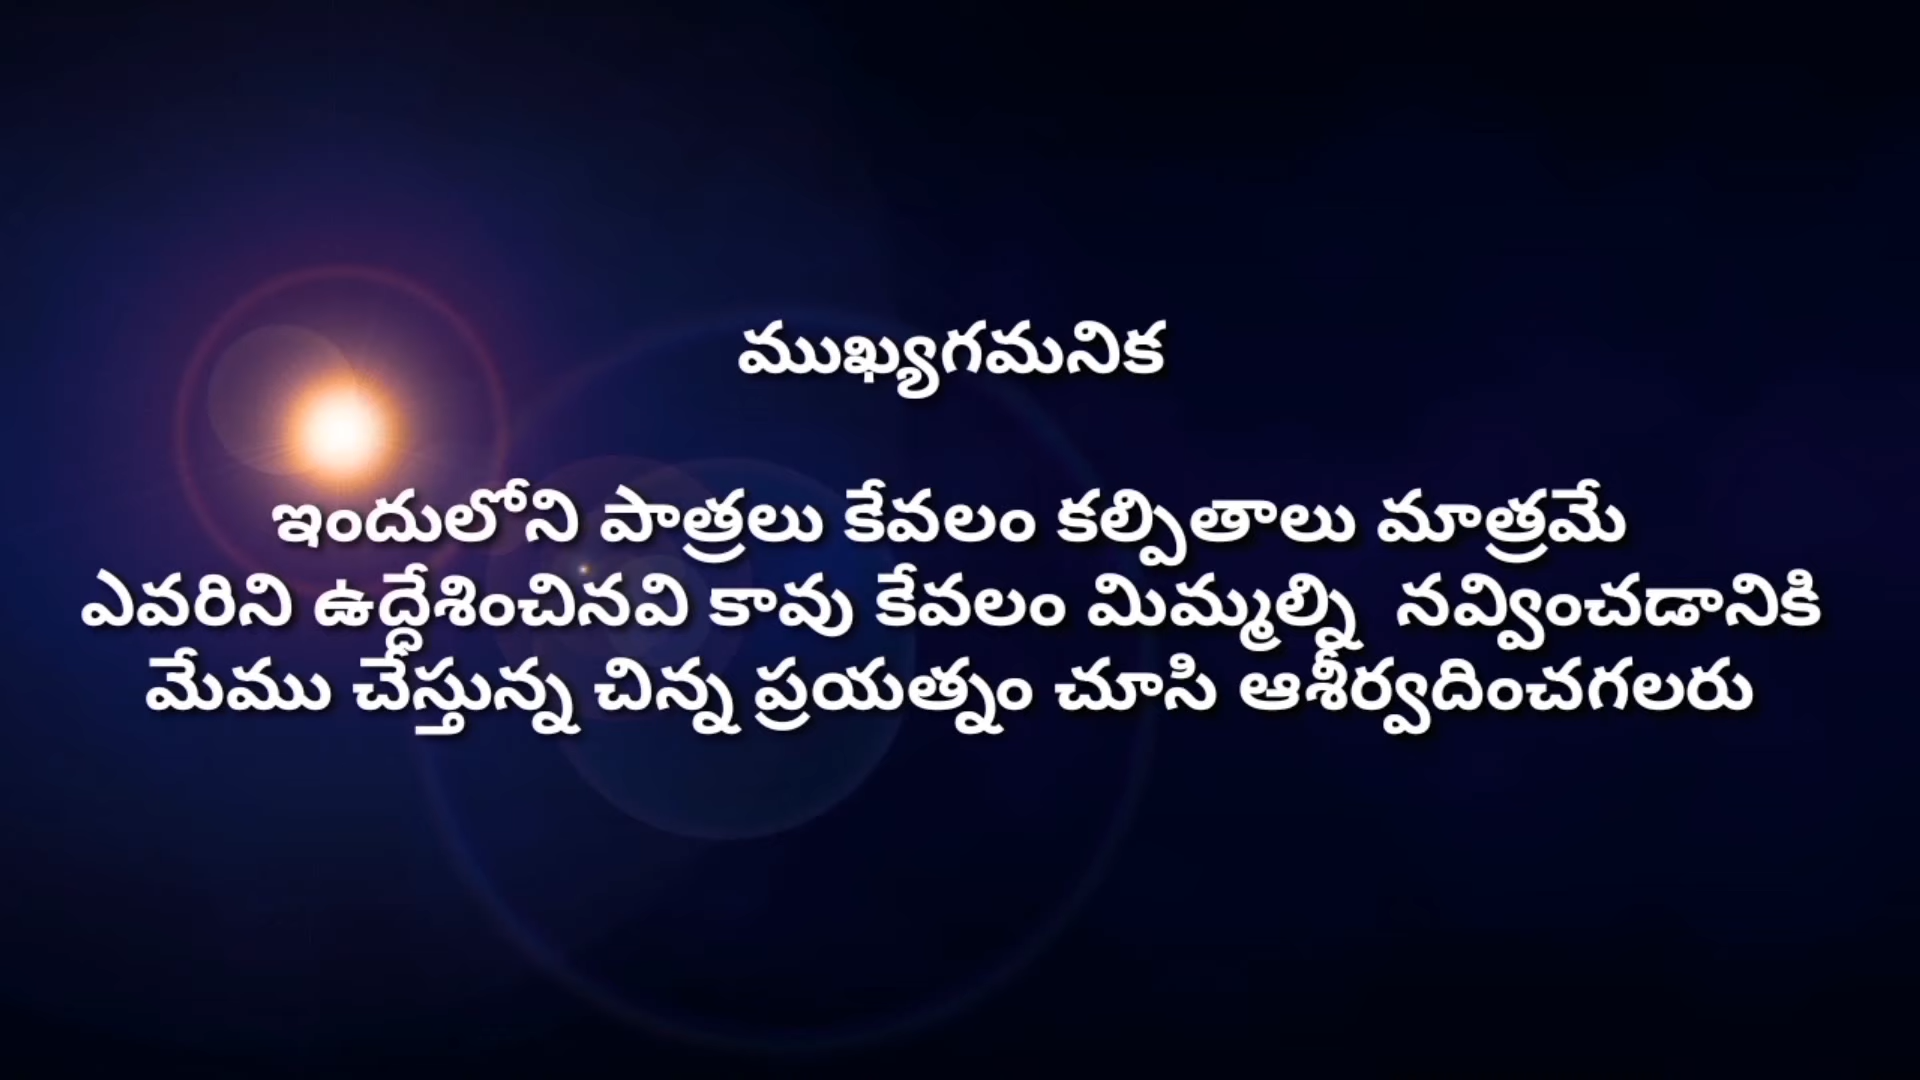 ముఖ్యగమనిక
ఇందులోని పాత్రలు కేవలం కల్పితాలు మాత్రమే
ఎవరిని ఉద్దేశించినవి కావు కేవలం మిమ్మల్ని నవ్వించడానికి
మేము చేస్తున్న చిన్న ప్రయత్నం చూసి ఆశీర్వదించగలరు